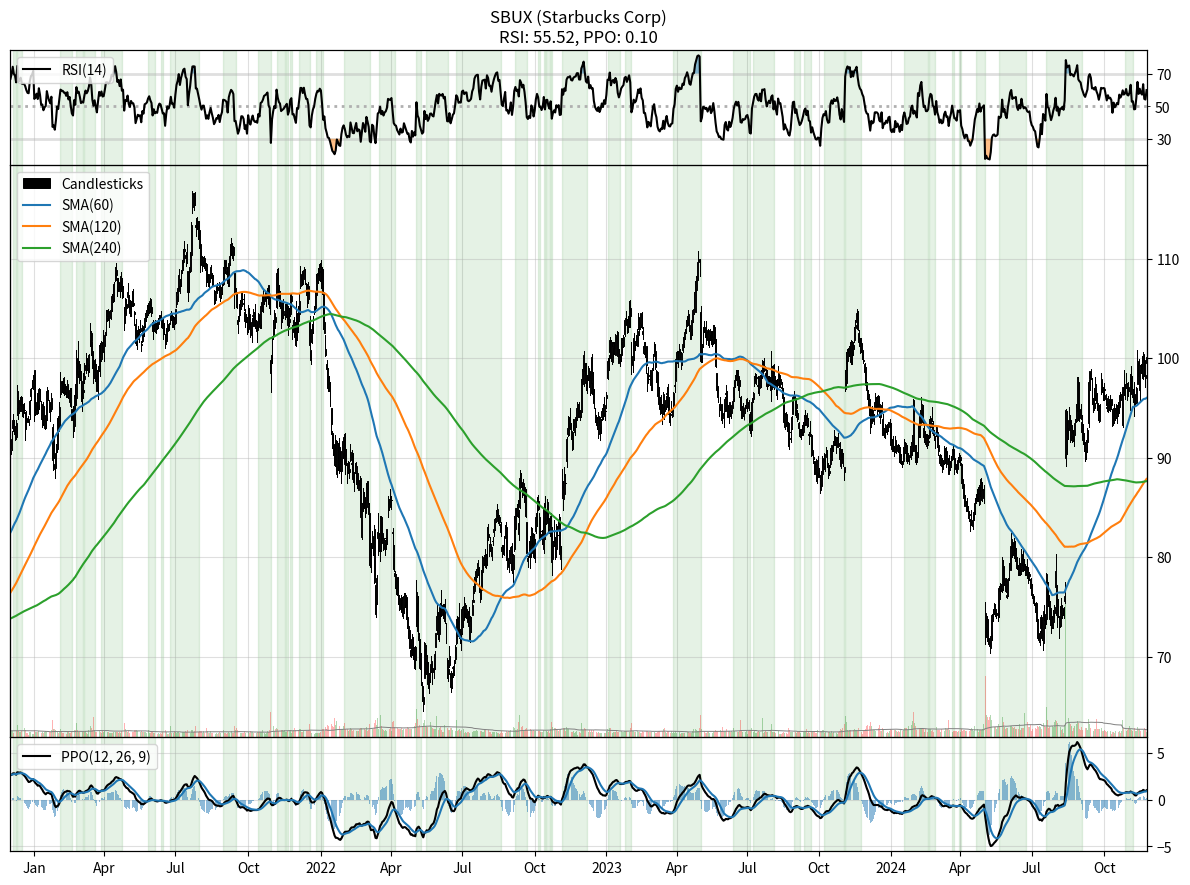 SBUX (Starbucks Corp)
RSI: 55.52, PPO: 0.10
RSI(14)
70
50
30
Candlesticks
SMA(60)
SMA(120)
SMA(240)
110
100
90
80
70
PPO(12, 26, 9)
5
0
−5
Jan Apr Jul Oct 2022 Apr Jul Oct 2023 Apr Jul Oct 2024 Apr Jul Oct